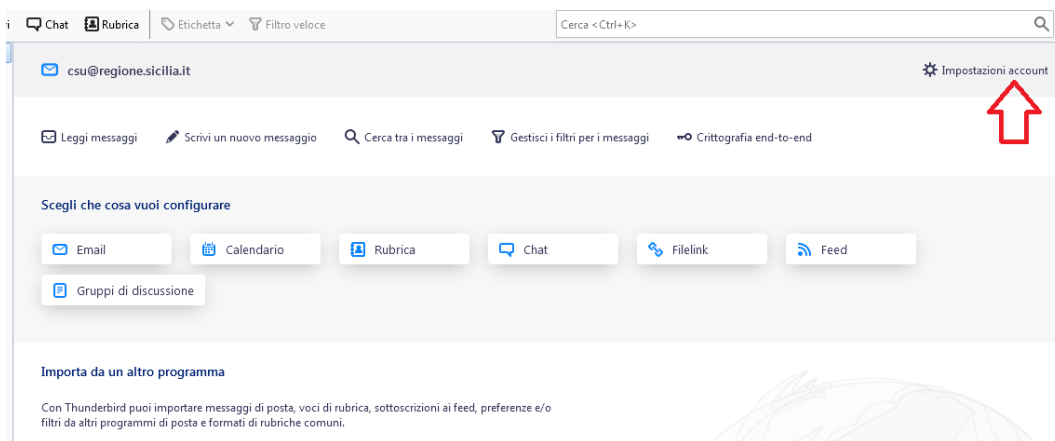 Chat Rubrica Etichetta Filtro veloce Cerca <Ctrl+K>
csu@regione.sicilia.it Impostazioni account
Leggi messaggi Scrivi un nuovo messaggio Cerca tra i messaggi Gestisci i filtri per i messaggi Crittografia end-to-end
Scegli che cosa vuoi configurare
Email Calendario Rubrica Chat Filelink Feed
Gruppi di discussione
Importa da un altro programma
Con Thunderbird puoi importare messaggi di posta, voci di rubrica, sottoscrizioni ai feed, preferenze e/o
filtri da altri programmi di posta e formati di rubriche comuni.